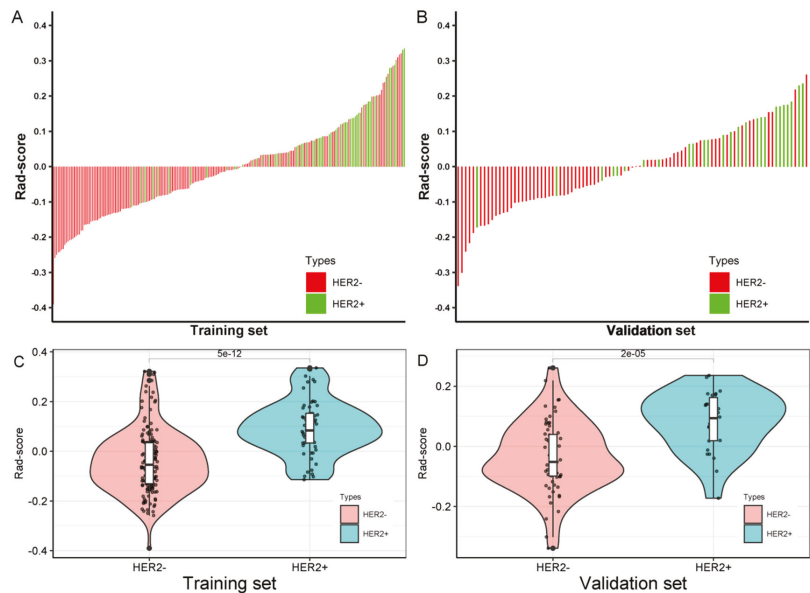 A
0.4
0.3
0.2
0.1
0.0
-0.1
-0.2
-0.3
-0.4
Rad-score
Types
HER2-
HER2+
Training set
B
0.4
0.3
0.2
0.1
0.0
-0.1
-0.2
-0.3
-0.4
Rad-score
Types
HER2-
HER2+
Validation set
C
0.4
0.2
0.0
-0.2
-0.4
Rad-score
5e-12
Types
HER2-
HER2+
HER2- HER2+
Training set
D
0.2
0.0
-0.2
Rad-score
2e-05
Types
HER2-
HER2+
HER2- HER2+
Validation set